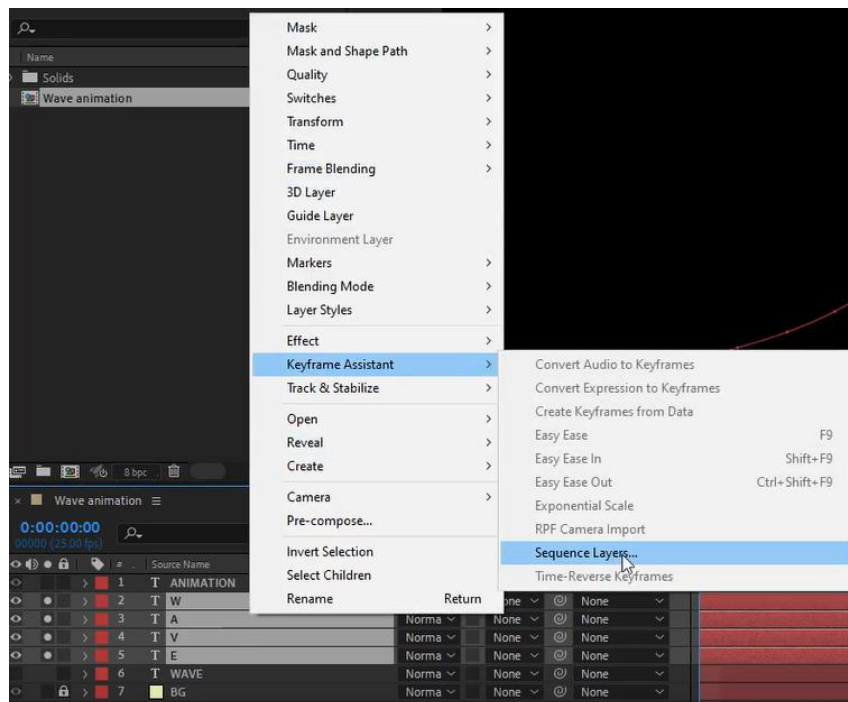 Name
Solids
Wave animation
8 bpc
Mask
Mask and Shape Path
Quality
Switches
Transform
Time
Frame Blending
3D Layer
Guide Layer
Environment Layer
Markers
Blending Mode
Layer Styles
Effect
Keyframe Assistant
Track & Stabilize
Open
Reveal
Create
Camera
Pre-compose...
Invert Selection
Select Children
Rename Return
Convert Audio to Keyframes
Convert Expression to Keyframes
Create Keyframes from Data
Easy Ease F9
Easy Ease In Shift+F9
Easy Ease Out Ctrl+Shift+F9
Exponential Scale
RPF Camera Import
Sequence Layers...
Time-Reverse Keyframes
Wave animation
0:00:00:00
00000 (25.00 fps)
# Source Name
1 T ANIMATION
2 T W None
3 T A Norma None None
4 T V Norma None None
5 T E Norma None None
6 T WAVE Norma None None
7 BG Norma None None